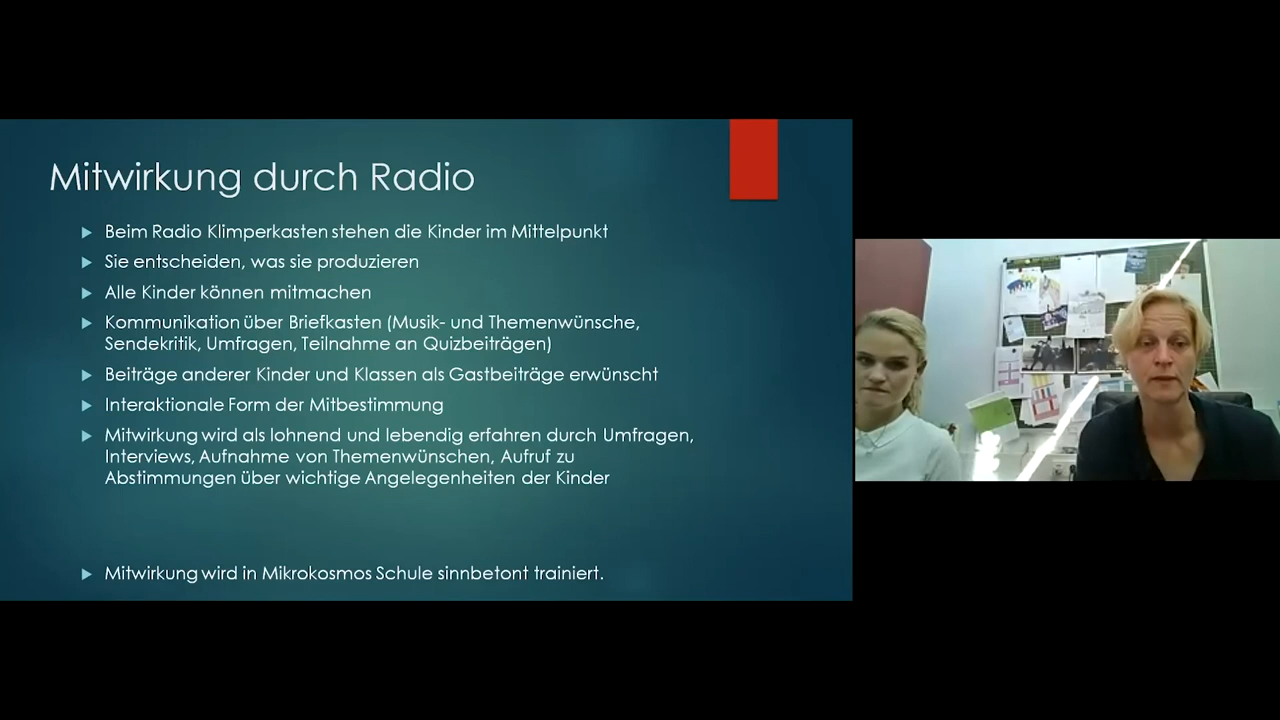 Mitwirkung durch Radio
Beim Radio Klimperkasten stehen die Kinder im Mittelpunkt
Sie entscheiden, was sie produzieren
Alle Kinder können mitmachen
Kommunikation über Briefkasten (Musik- und Themenwünsche,
Sendekritik, Umfragen, Teilnahme an Quizbeiträgen)
Beiträge anderer Kinder und Klassen als Gastbeiträge erwünscht
Interaktionale Form der Mitbestimmung
Mitwirkung wird als lohnend und lebendig erfahren durch Umfragen,
Interviews, Aufnahme von Themenwünschen, Aufruf zu
Abstimmungen über wichtige Angelegenheiten der Kinder
Mitwirkung wird in Mikrokosmos Schule sinnbetont trainiert.